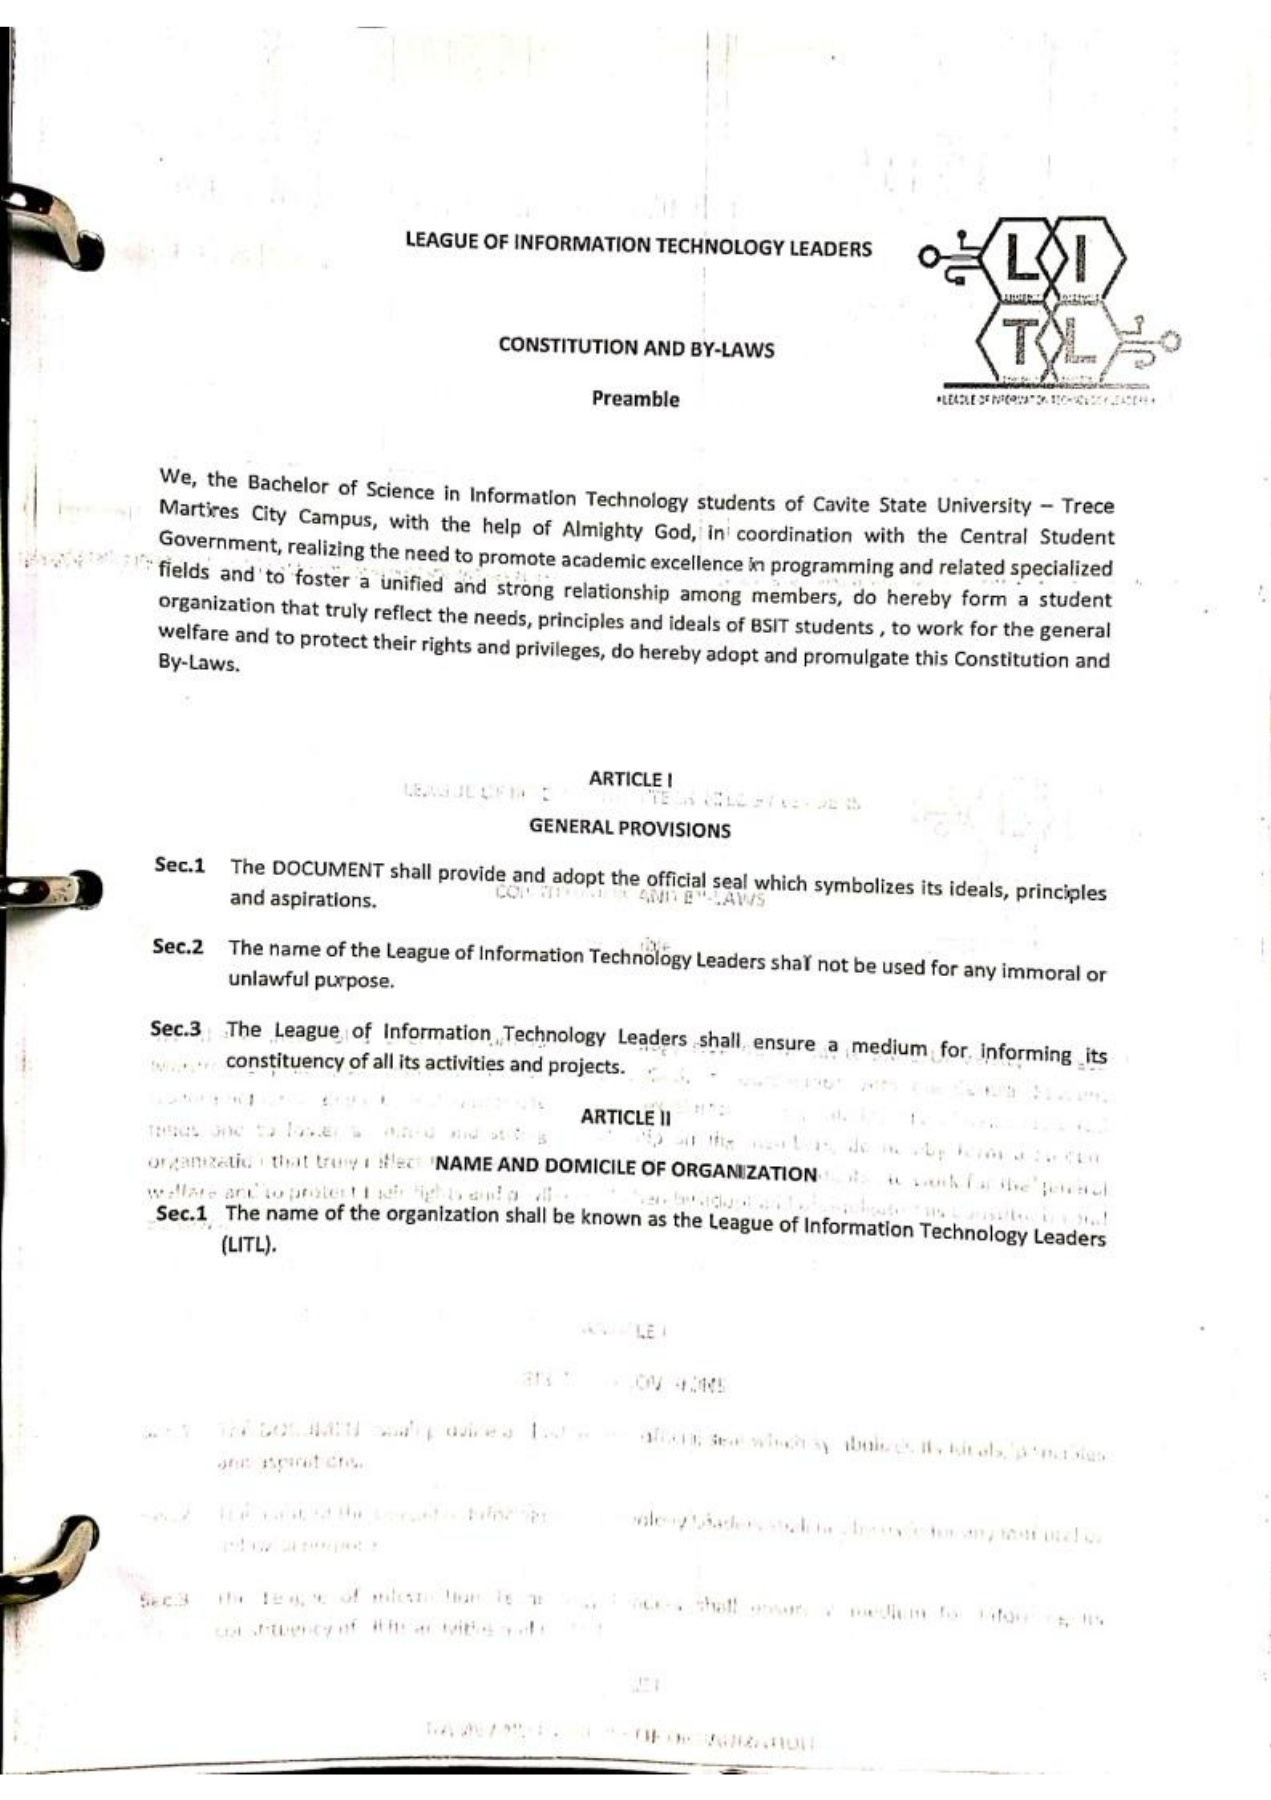 LEAGUE OF INFORMATION TECHNOLOGY LEADERS
L I
T L
CONSTITUTION AND BY-LAWS
Preamble
We, the Bachelor of Science in Information Technology students of Cavite State University – Trece
Martires City Campus, with the help of Almighty God, in coordination with the Central Student
Government, realizing the need to promote academic excellence in programming and related specialized
fields and to foster a unified and strong relationship among members, do hereby form a student
organization that truly reflect the needs, principles and ideals of BSIT students , to work for the general
welfare and to protect their rights and privileges, do hereby adopt and promulgate this Constitution and
By-Laws.
ARTICLE I
GENERAL PROVISIONS
Sec.1 The DOCUMENT shall provide and adopt the official seal which symbolizes its ideals, principles
and aspirations.
Sec.2 The name of the League of Information Technology Leaders shall not be used for any immoral or
unlawful purpose.
Sec.3 The League of Information Technology Leaders shall ensure a medium for informing its
constituency of all its activities and projects.
ARTICLE II
NAME AND DOMICILE OF ORGANIZATION
Sec.1 The name of the organization shall be known as the League of Information Technology Leaders
(LITL).